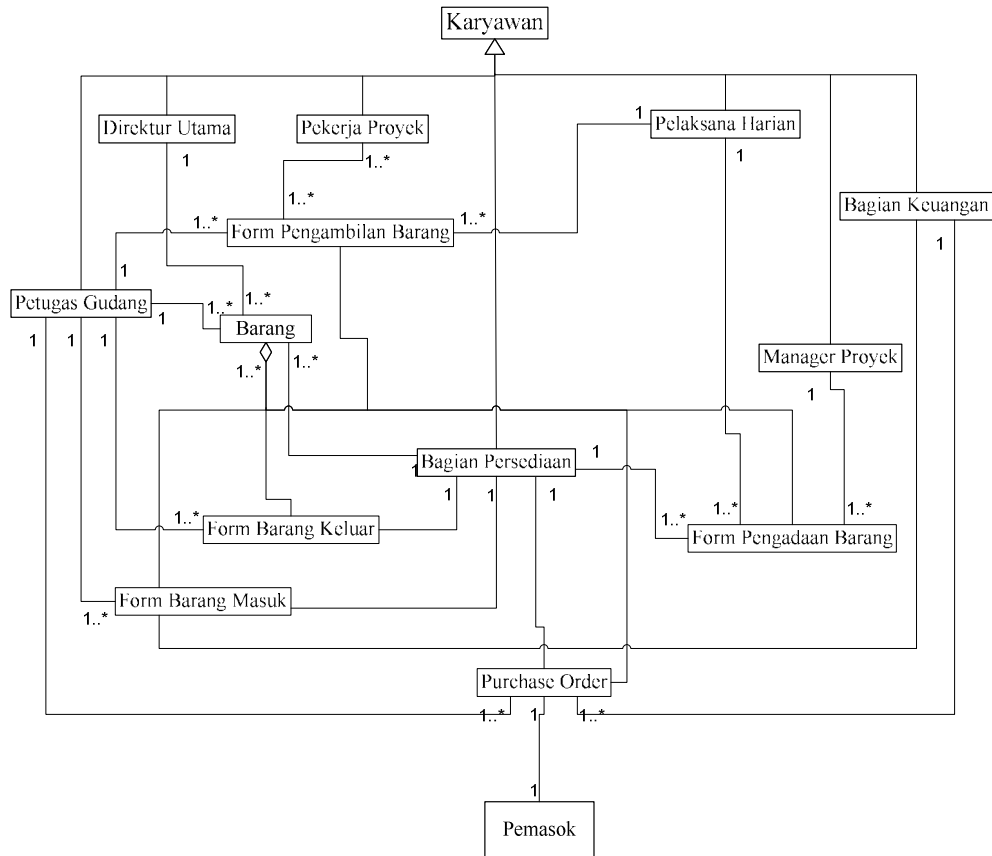 Karyawan
Direktur Utama
Pekerja Proyek
Pelaksana Harian
1
1
1..*
1
1..*
Bagian Keuangan
1..*
Form Pengambilan Barang
1..*
1
1
Petugas Gudang
1..*
1..*
1
1
1
1
Barang
1..*
1..*
Manager Proyek
1
Bagian Persediaan
1
1
1
1
1
1..*
1..*
1..*
1..*
Form Barang Keluar
Form Pengadaan Barang
Form Barang Masuk
1..*
Purchase Order
1..*
1
1..*
1
Pemasok